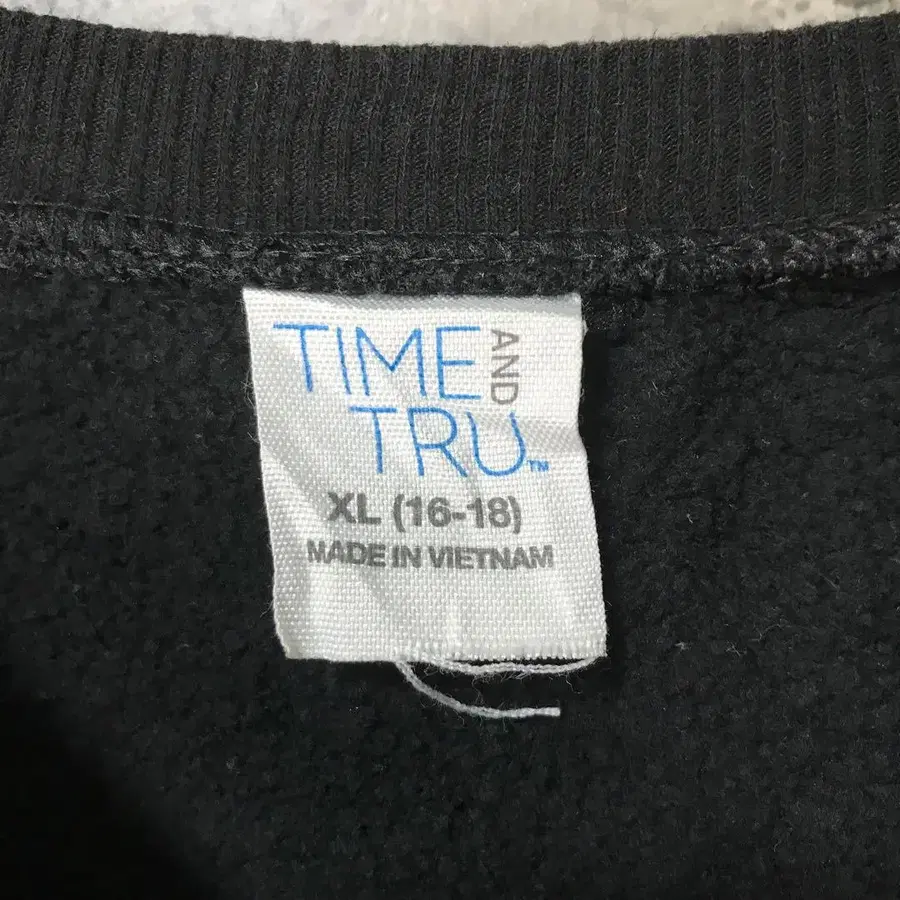 TIME AND
TRU™
XL (16-18)
MADE IN VIETNAM